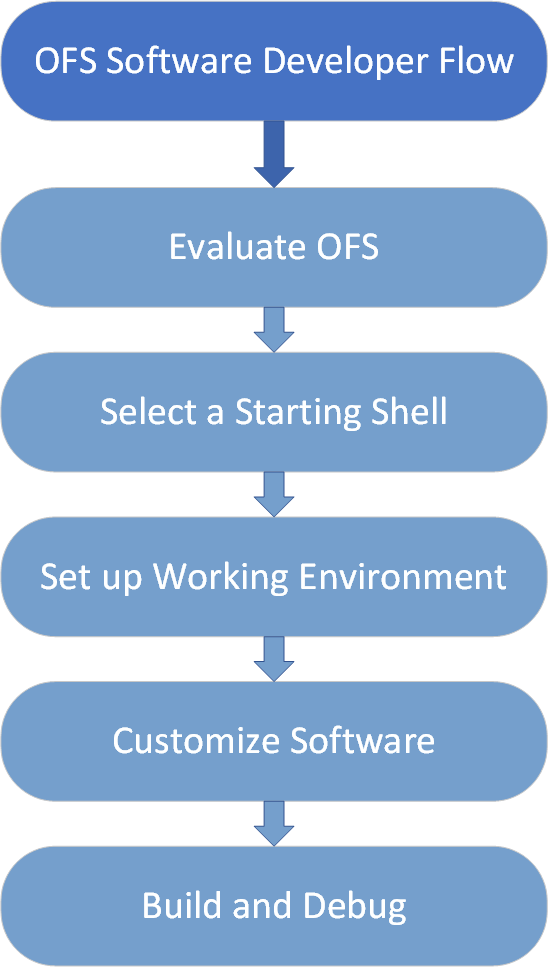 OFS Software Developer Flow
Evaluate OFS
Select a Starting Shell
Set up Working Environment
Customize Software
Build and Debug